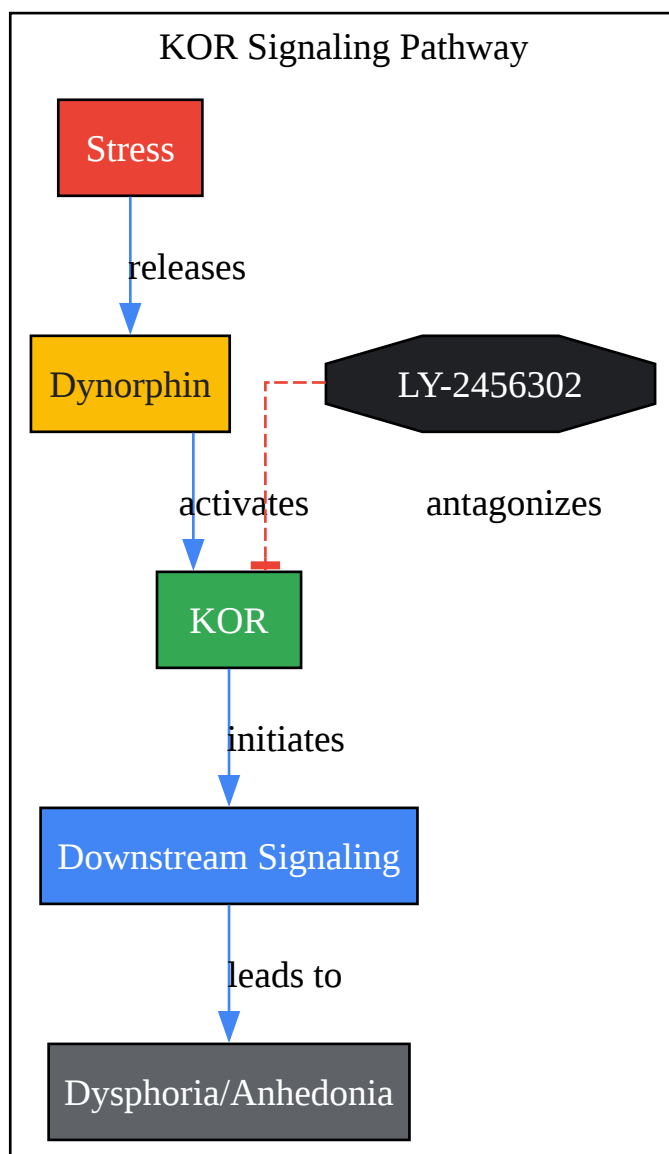 KOR Signaling Pathway
Stress
releases
Dynorphin
LY-2456302
activates
antagonizes
KOR
initiates
Downstream Signaling
leads to
Dysphoria/Anhedonia